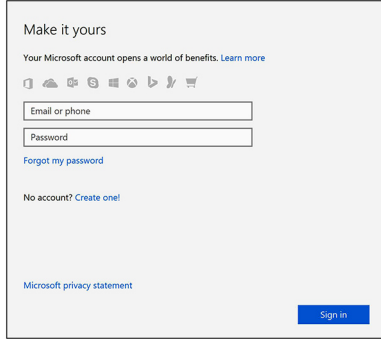 Make it yours
Your Microsoft account opens a world of benefits. Learn more
Email or phone
Password
Forgot my password
No account? Create one!
Microsoft privacy statement
Sign in